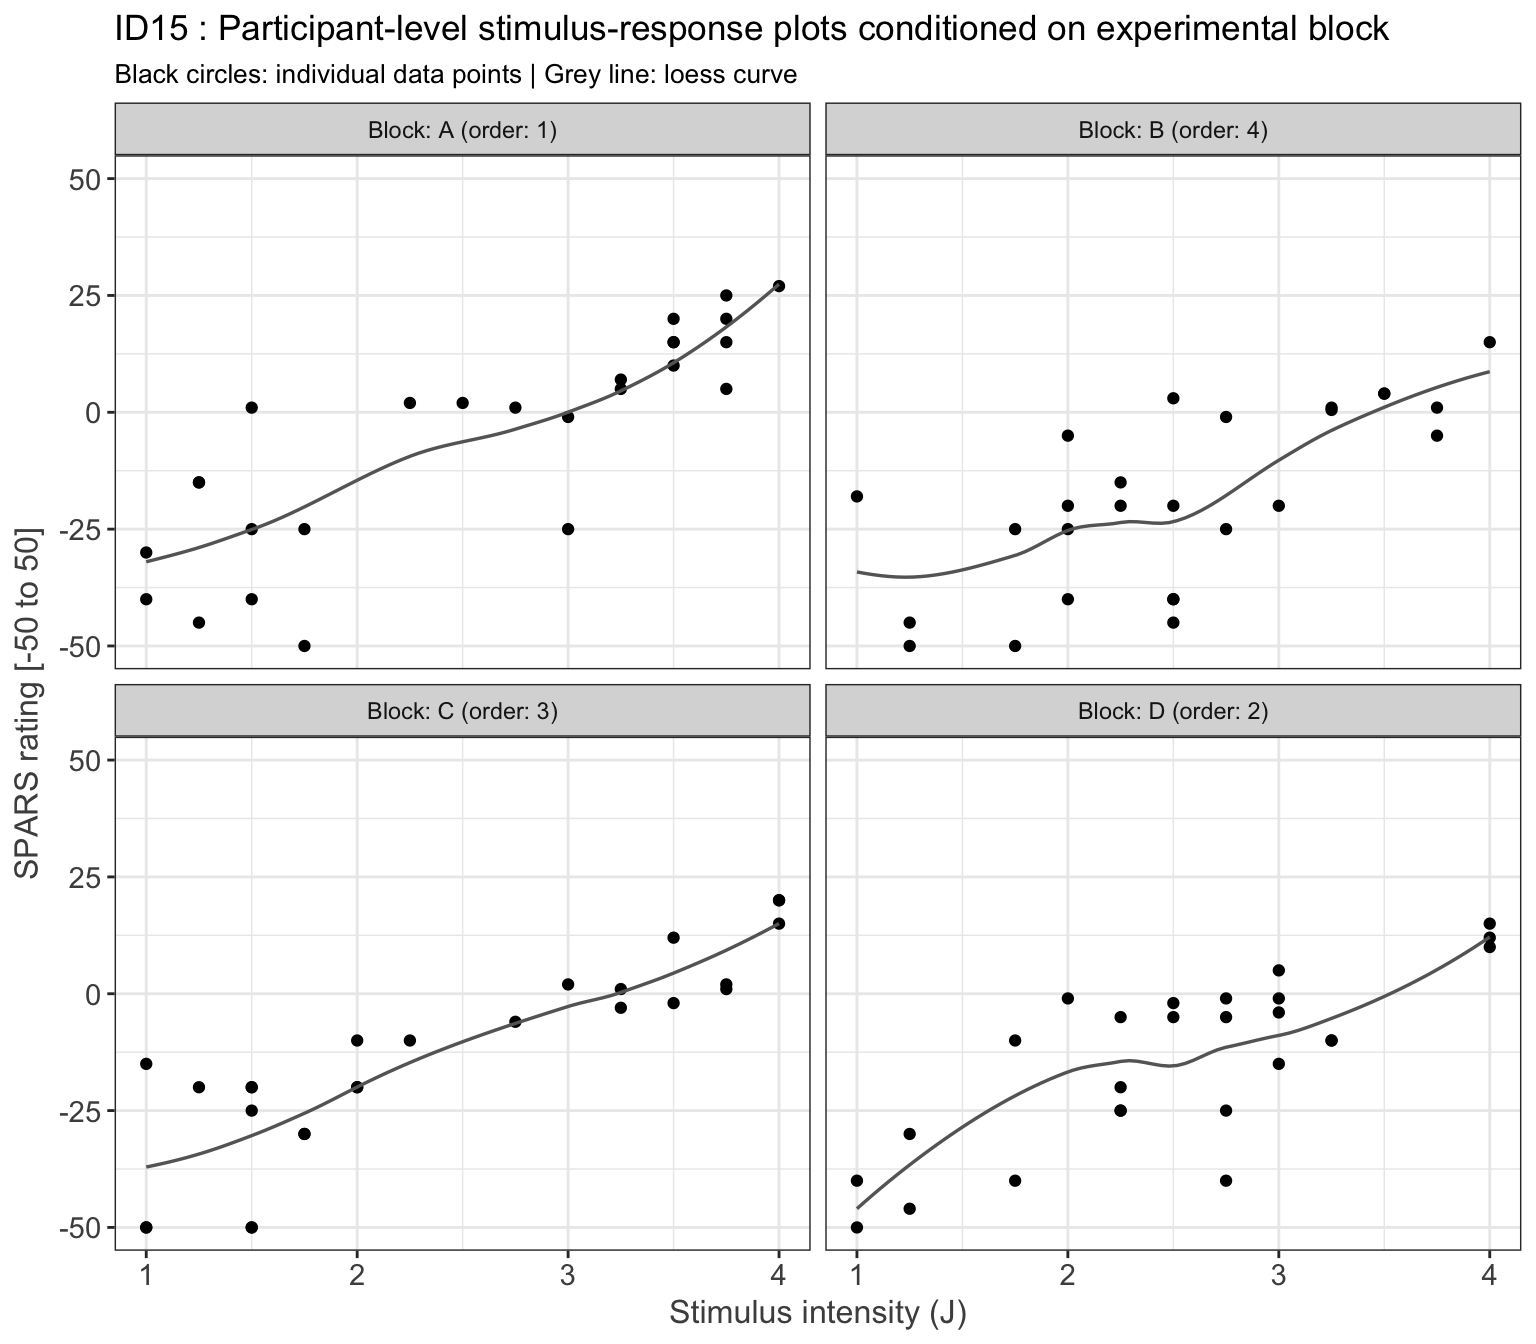 ID15 : Participant-level stimulus-response plots conditioned on experimental block
Black circles: individual data points | Grey line: loess curve
Block: A (order: 1)
Block: B (order: 4)
50
25
0
-25
-50
Block: C (order: 3)
Block: D (order: 2)
50
25
0
-25
-50
SPARS rating [-50 to 50]
1 2 3 4
1 2 3 4
Stimulus intensity (J)